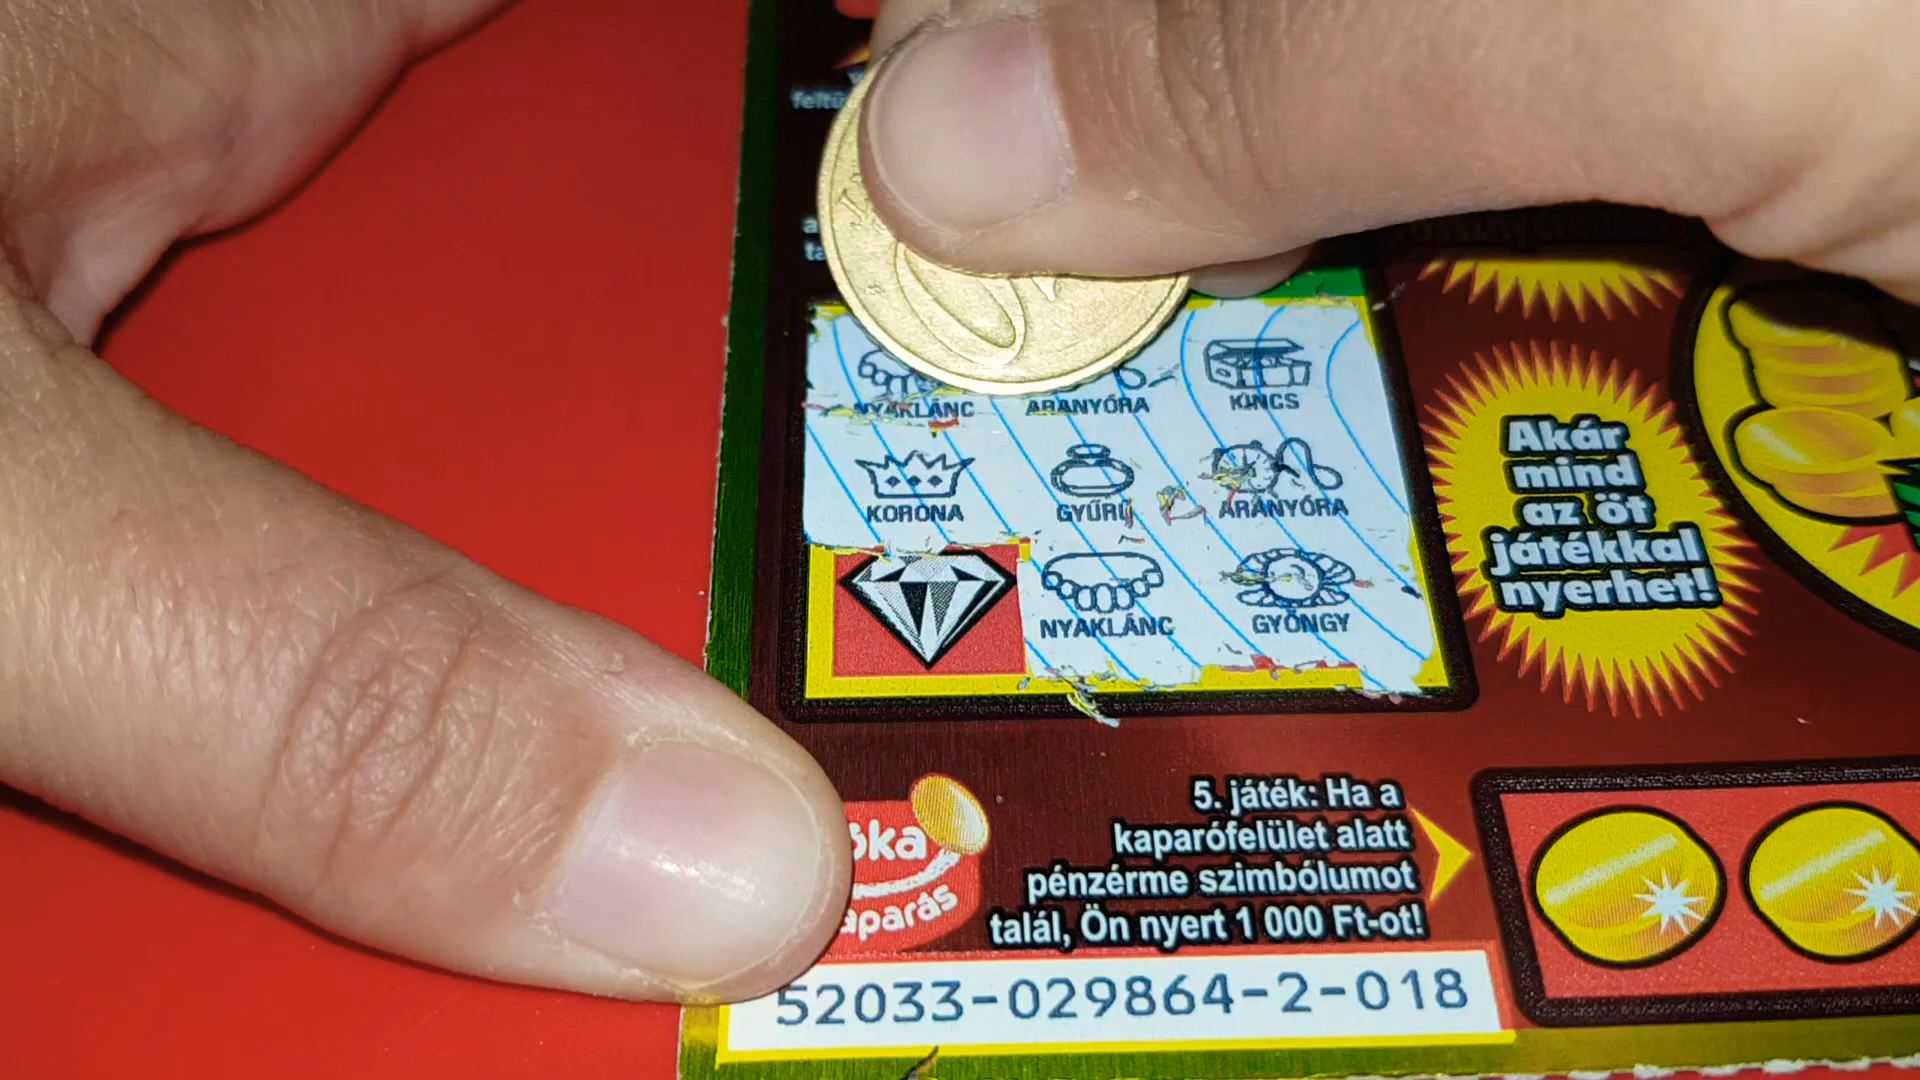 NYAKLÁNC ARANYÓRA KINCS
KORONA GYŰRŰ ARANYÓRA
NYAKLÁNC GYÖNGY
Akár
mind
az öt
játékkal
nyerhet!
5. játék: Ha a
kaparófelület alatt
pénzérme szimbólumot
talál, Ön nyert 1 000 Ft-ot!
52033-029864-2-018